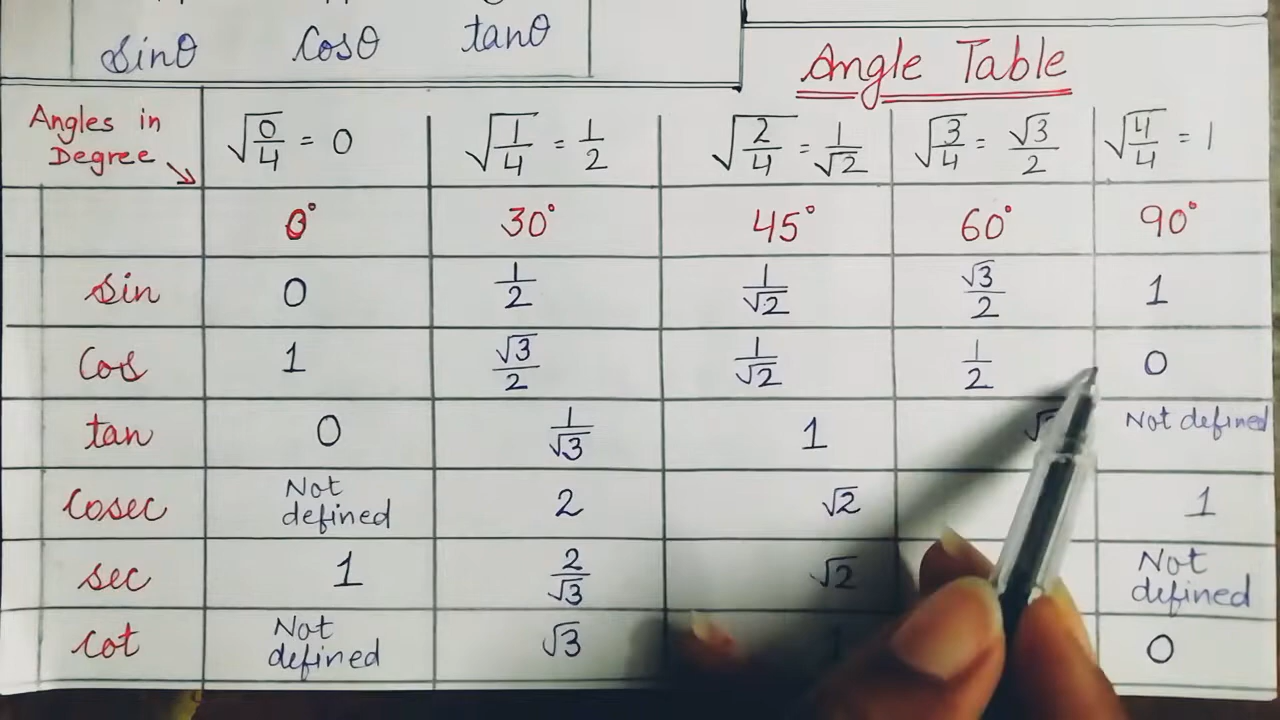 sinθ cosθ tanθ
Angle Table
Angles in Degree √0/4 = 0 √1/4 = 1/2 √2/4 = 1/√2 √3/4 = √3/2 √4/4 = 1
0° 30° 45° 60° 90°
sin 0 1/2 1/√2 √3/2 1
Cos 1 √3/2 1/√2 1/2 0
tan 0 1/√3 1 Not defined
Cosec Not defined 2 √2 1
sec 1 2/√3 √2 Not defined
Cot Not defined √3 0